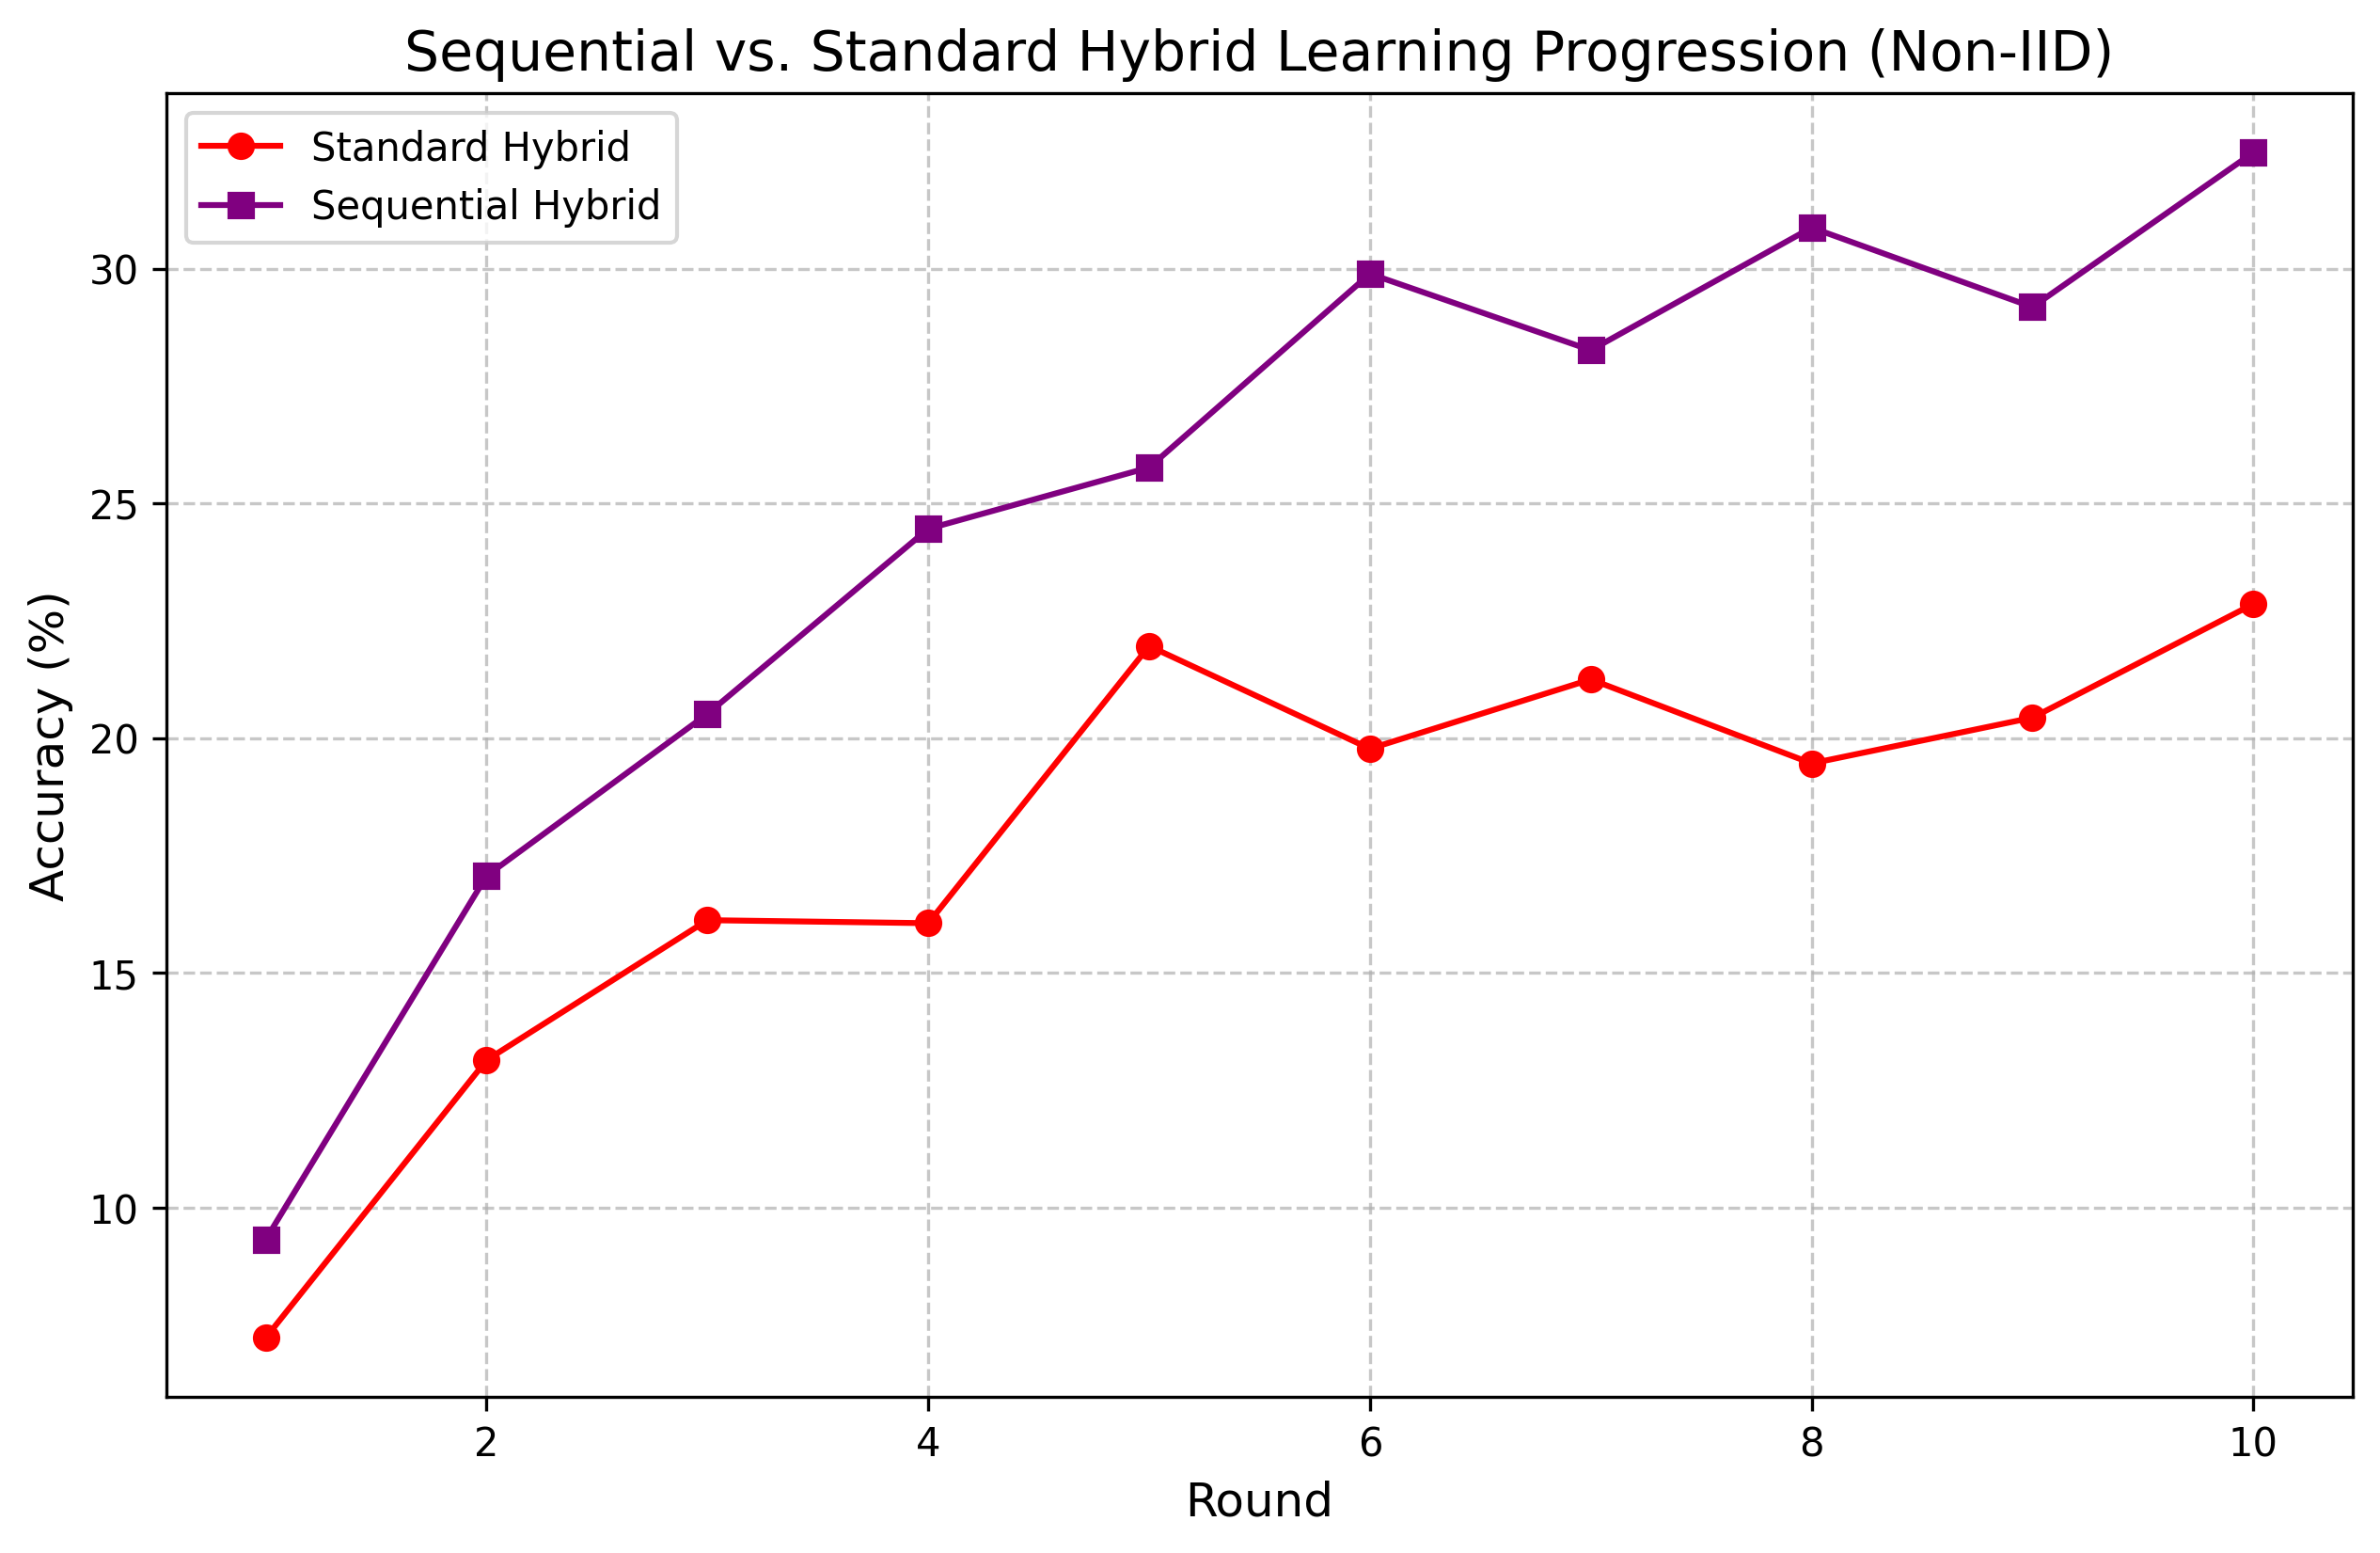 Sequential vs. Standard Hybrid Learning Progression (Non-IID)
Standard Hybrid
Sequential Hybrid
30
25
20
15
10
Accuracy (%)
2
4
6
8
10
Round